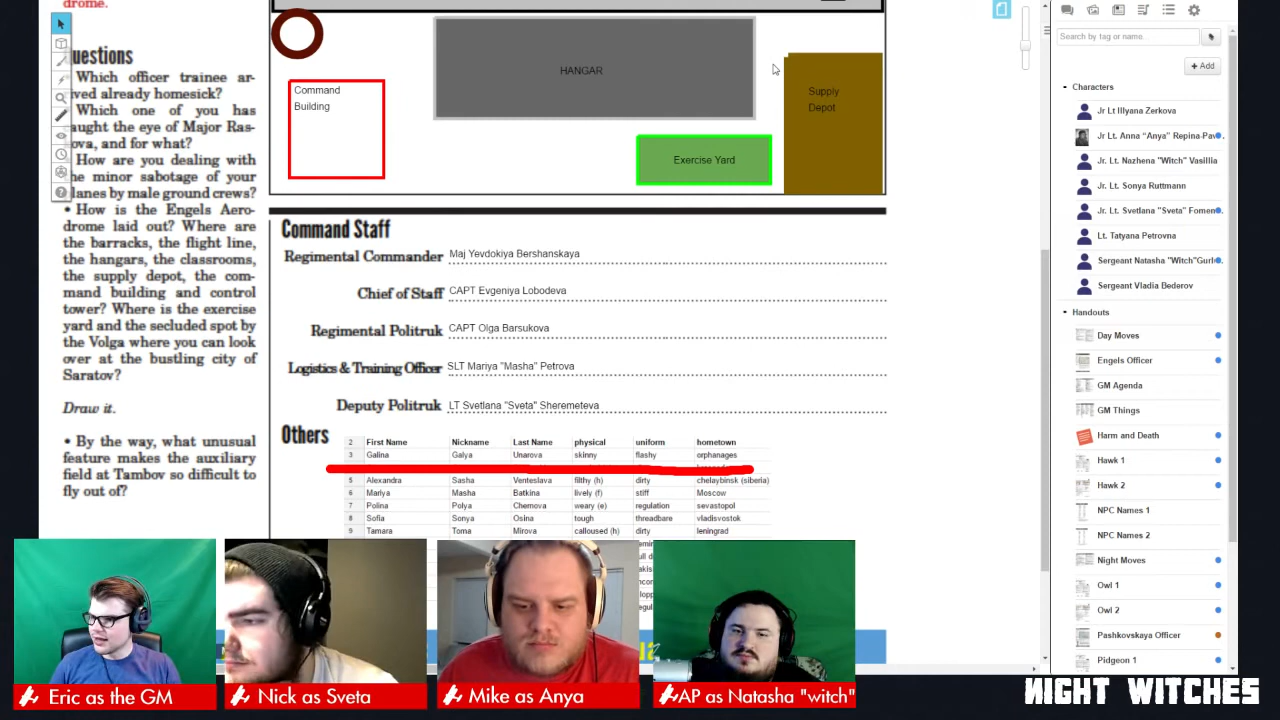 drome.
uestions
Which officer trainee ar-
ived already homesick?
Which one of you has
aught the eye of Major Ras-
ova, and for what?
How are you dealing with
he minor sabotage of your
lanes by male ground crews?
• How is the Engels Aero-
drome laid out? Where are
the barracks, the flight line,
the hangars, the classrooms,
the supply depot, the com-
mand building and control
tower? Where is the exercise
yard and the secluded spot by
the Volga where you can look
over at the bustling city of
Saratov?
Draw it.
• By the way, what unusual
feature makes the auxiliary
field at Tambov so difficult to
fly out of?
Command
Building
HANGAR
Supply
Depot
Exercise Yard
Command Staff
Regimental Commander Maj Yevdokiya Bershanskaya
Chief of Staff CAPT Evgeniya Lobodeva
Regimental Politruk CAPT Olga Barsukova
Logistics & Training Officer SLT Mariya "Masha" Petrova
Deputy Politruk LT Svetlana "Sveta" Sheremeteva
Others
2 First Name Nickname Last Name physical uniform hometown
3 Galina Galya Unarova skinny flashy orphanages
5 Alexandra Sasha Venteslava filthy (h) dirty chelaybinsk (siberia)
6 Mariya Masha Batkina lively (f) stiff Moscow
7 Polina Polya Chernova weary (e) regulation sevastopol
8 Sofia Sonya Osina tough threadbare vladisvostok
9 Tamara Toma Mirova calloused (h) dirty leningrad
Search by tag or name...
+ Add
Characters
Jr Lt Illyana Zerkova
Jr Lt. Anna "Anya" Repina-Pav...
Jr Lt. Nazhena "Witch" Vasillia
Jr Lt. Sonya Ruttmann
Jr. Lt. Svetlana "Sveta" Fomen...
Lt. Tatyana Petrovna
Sergeant Natasha "Witch"Gurl...
Sergeant Vladia Bederov
Handouts
Day Moves
Engels Officer
GM Agenda
GM Things
Harm and Death
Hawk 1
Hawk 2
NPC Names 1
NPC Names 2
Night Moves
Owl 1
Owl 2
Pashkovskaya Officer
Pidgeon 1
Eric as the GM
Nick as Sveta
Mike as Anya
AP as Natasha "witch"
NIGHT WITCHES